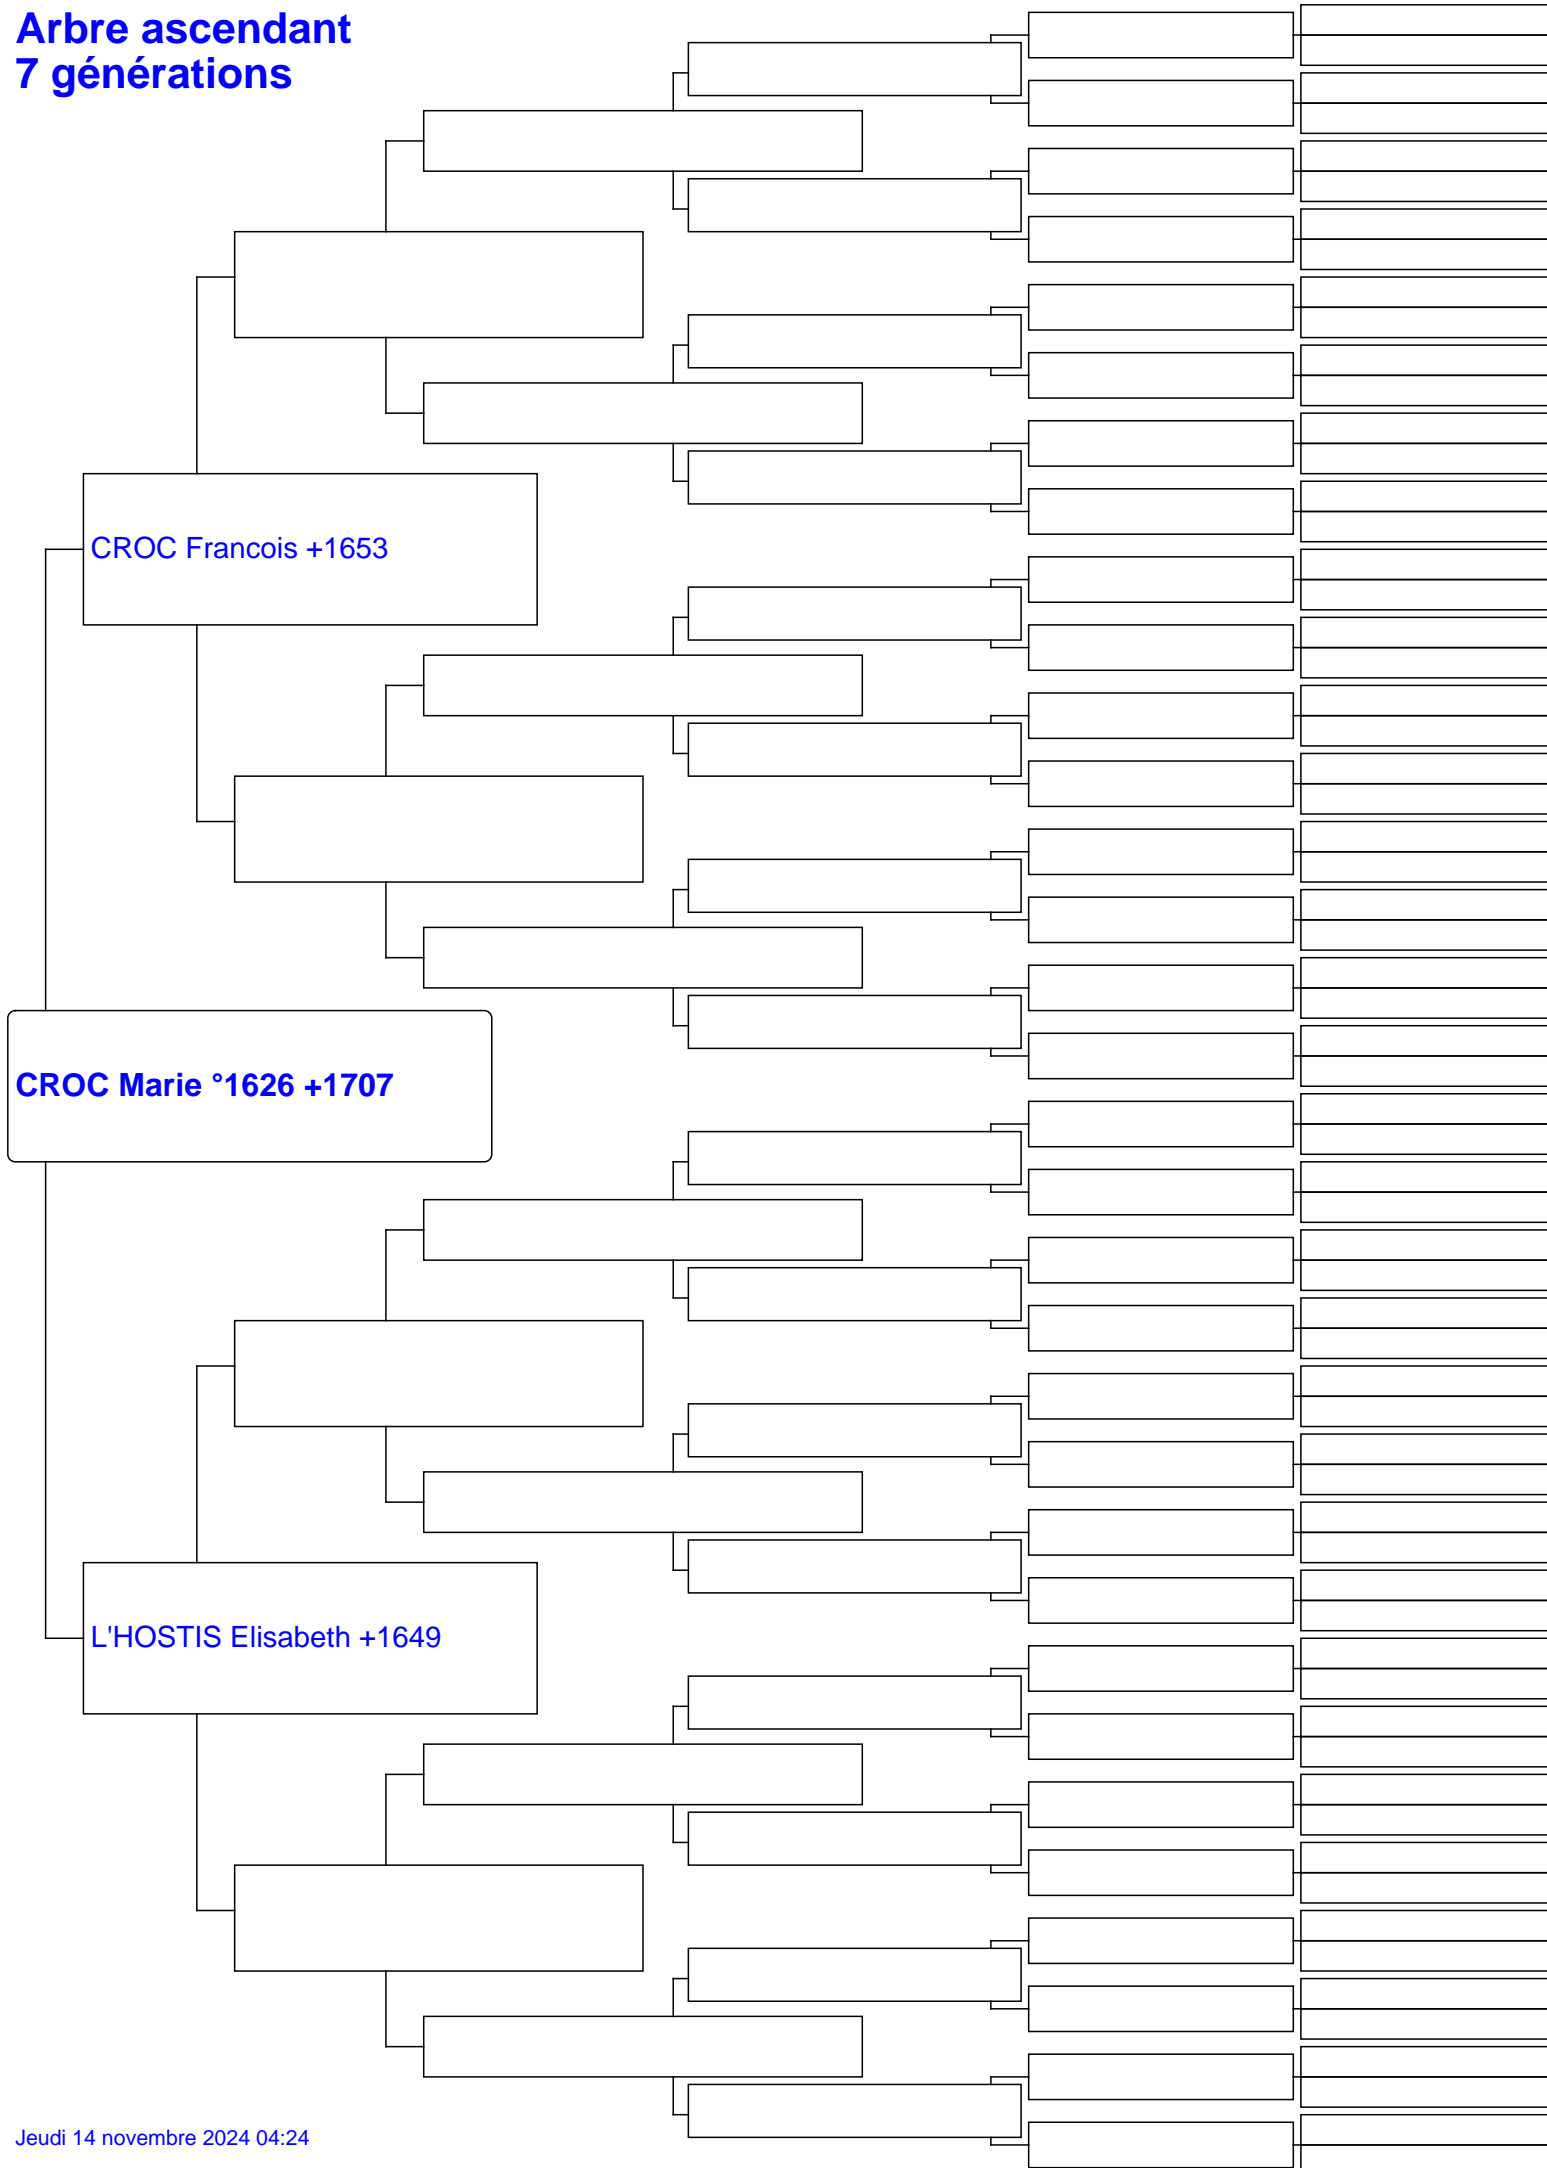 Arbre ascendant
7 générations
CROC Francois +1653
CROC Marie °1626 +1707
L'HOSTIS Elisabeth +1649
Jeudi 14 novembre 2024 04:24